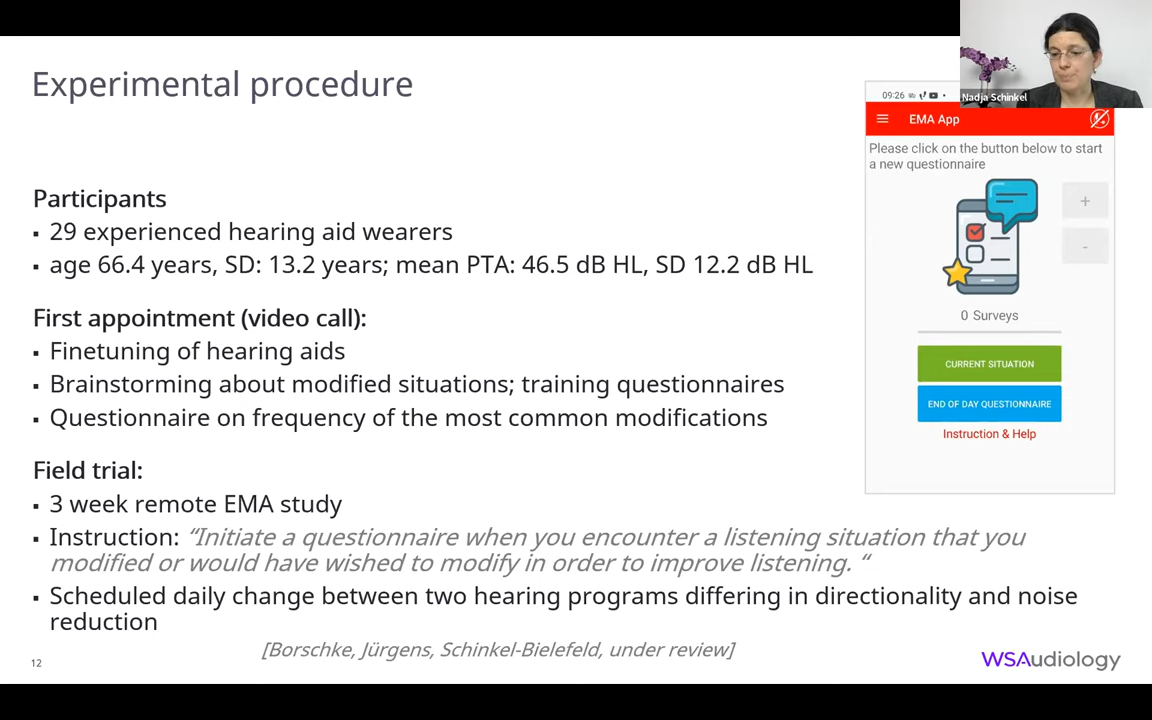 Experimental procedure
Nadja Schinkel
09:26
EMA App
Please click on the button below to start
a new questionnaire
+
-
0 Surveys
CURRENT SITUATION
END OF DAY QUESTIONNAIRE
Instruction & Help
Participants
▪ 29 experienced hearing aid wearers
▪ age 66.4 years, SD: 13.2 years; mean PTA: 46.5 dB HL, SD 12.2 dB HL
First appointment (video call):
▪ Finetuning of hearing aids
▪ Brainstorming about modified situations; training questionnaires
▪ Questionnaire on frequency of the most common modifications
Field trial:
▪ 3 week remote EMA study
▪ Instruction: “Initiate a questionnaire when you encounter a listening situation that you
modified or would have wished to modify in order to improve listening. “
▪ Scheduled daily change between two hearing programs differing in directionality and noise
reduction
[Borschke, Jürgens, Schinkel-Bielefeld, under review]
12
WSAudiology